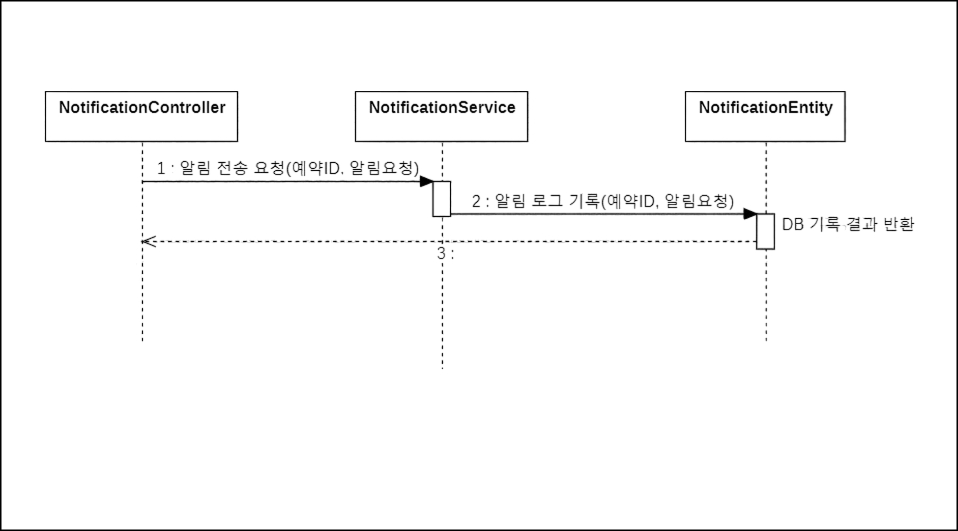 NotificationController
NotificationService
NotificationEntity
1 : 알림 전송 요청(예약ID, 알림요청)
2 : 알림 로그 기록(예약ID, 알림요청)
DB 기록 결과 반환
3 :